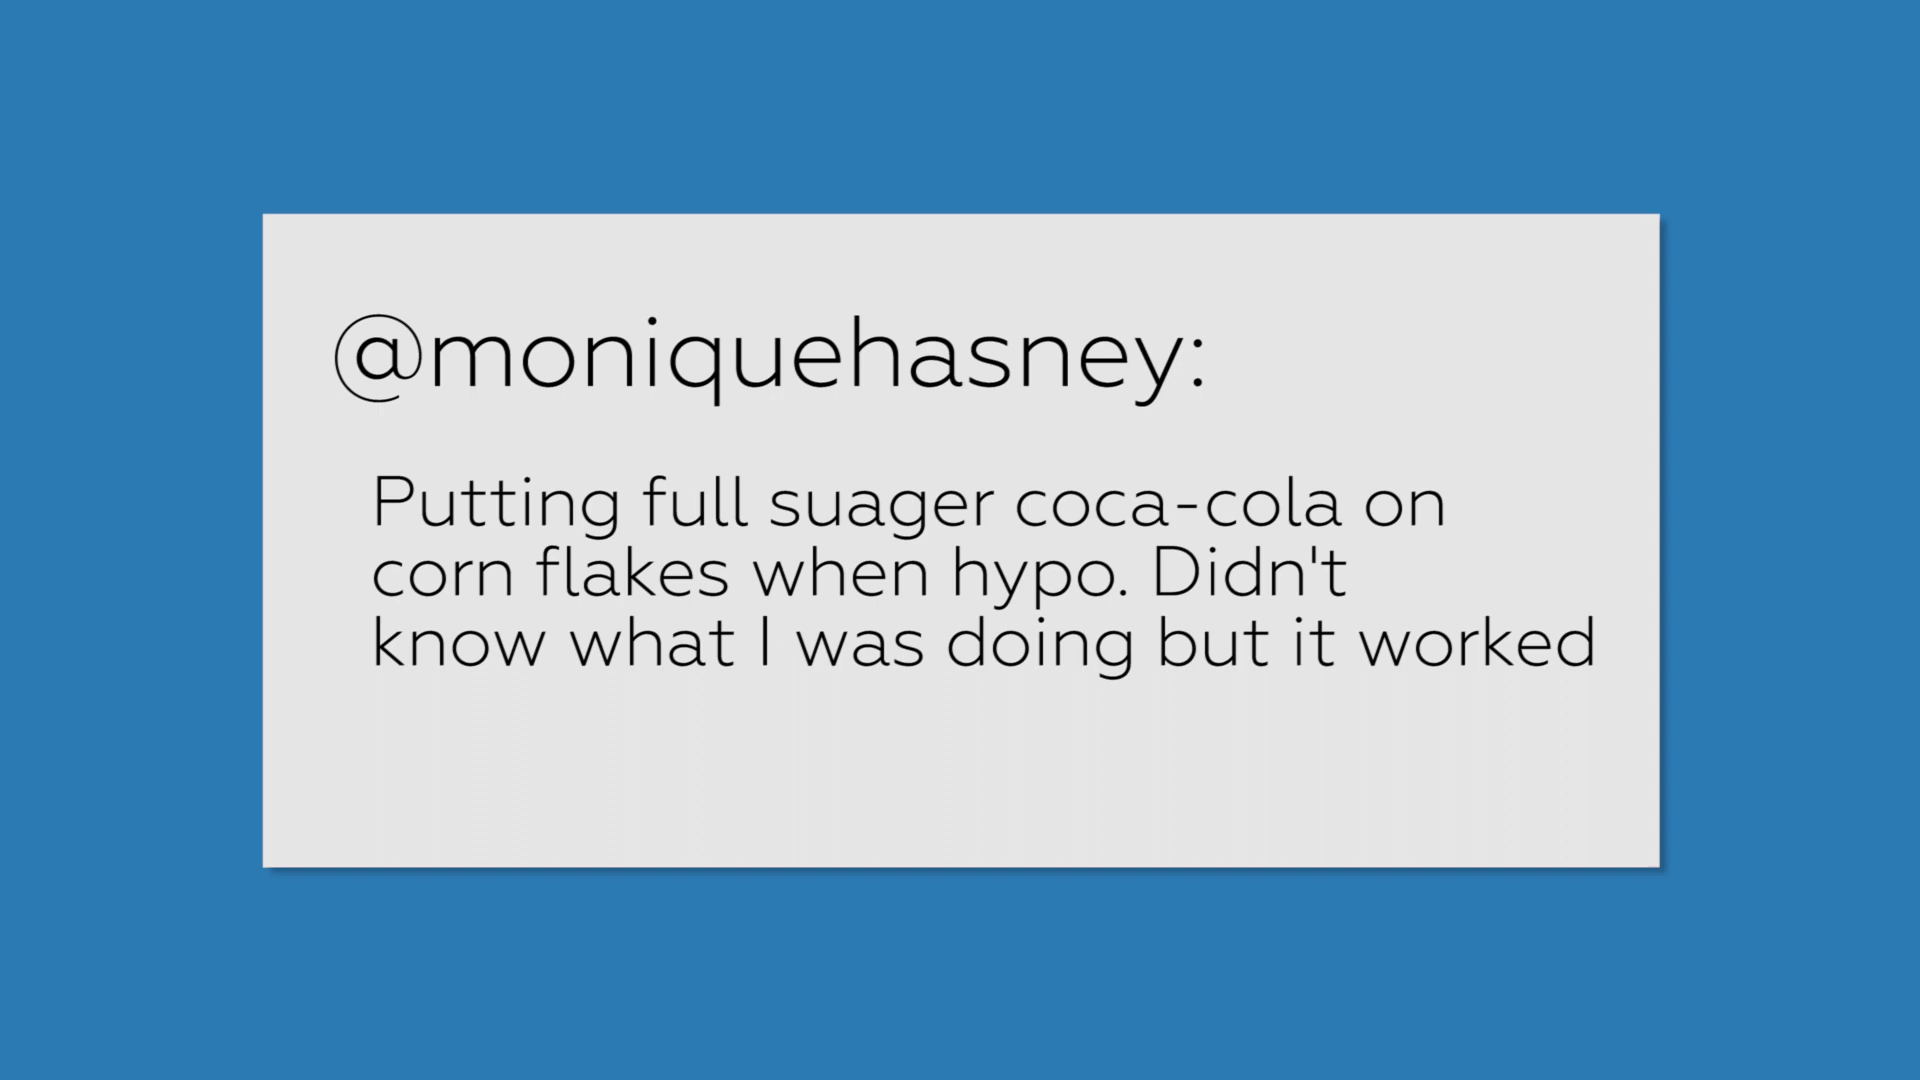 @moniquehasney:
Putting full suager coca-cola on
corn flakes when hypo. Didn't
know what I was doing but it worked